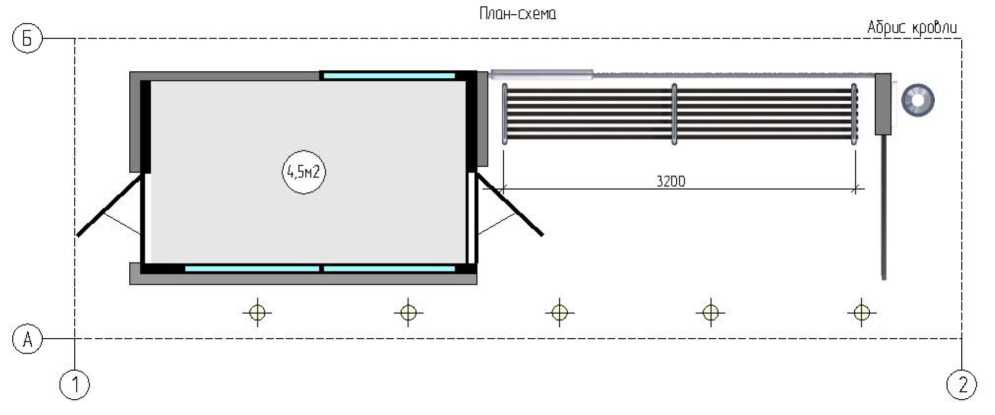 План-схема
Б
Абрис кровли
4,5м2
3200
А
1
2